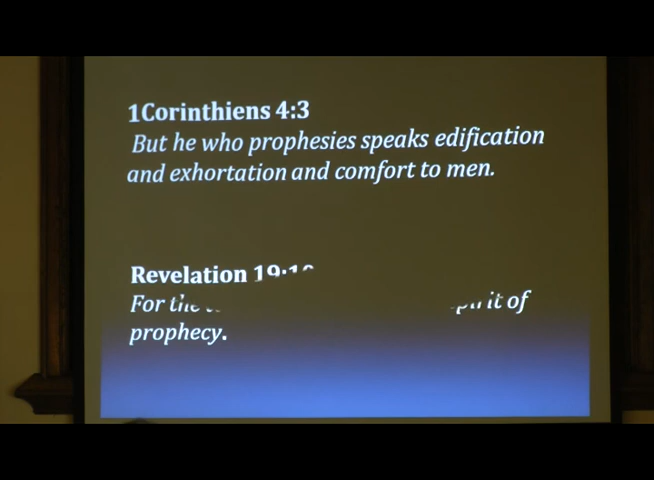 1Corinthiens 4:3
But he who prophesies speaks edification
and exhortation and comfort to men.
Revelation
For the of
prophecy.